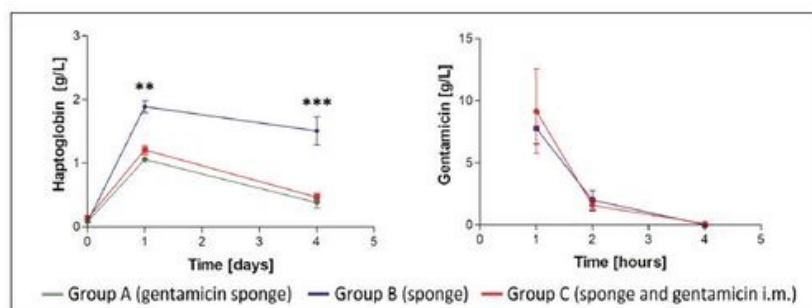 Haptoglobin [g/L]
3
2
1
0
** ***
0 1 2 3 4 5
Time [days]
Gentamicin [g/L]
15
10
5
0
0 1 2 3 4 5
Time [hours]
Group A (gentamicin sponge) Group B (sponge) Group C (sponge and gentamicin i.m.)